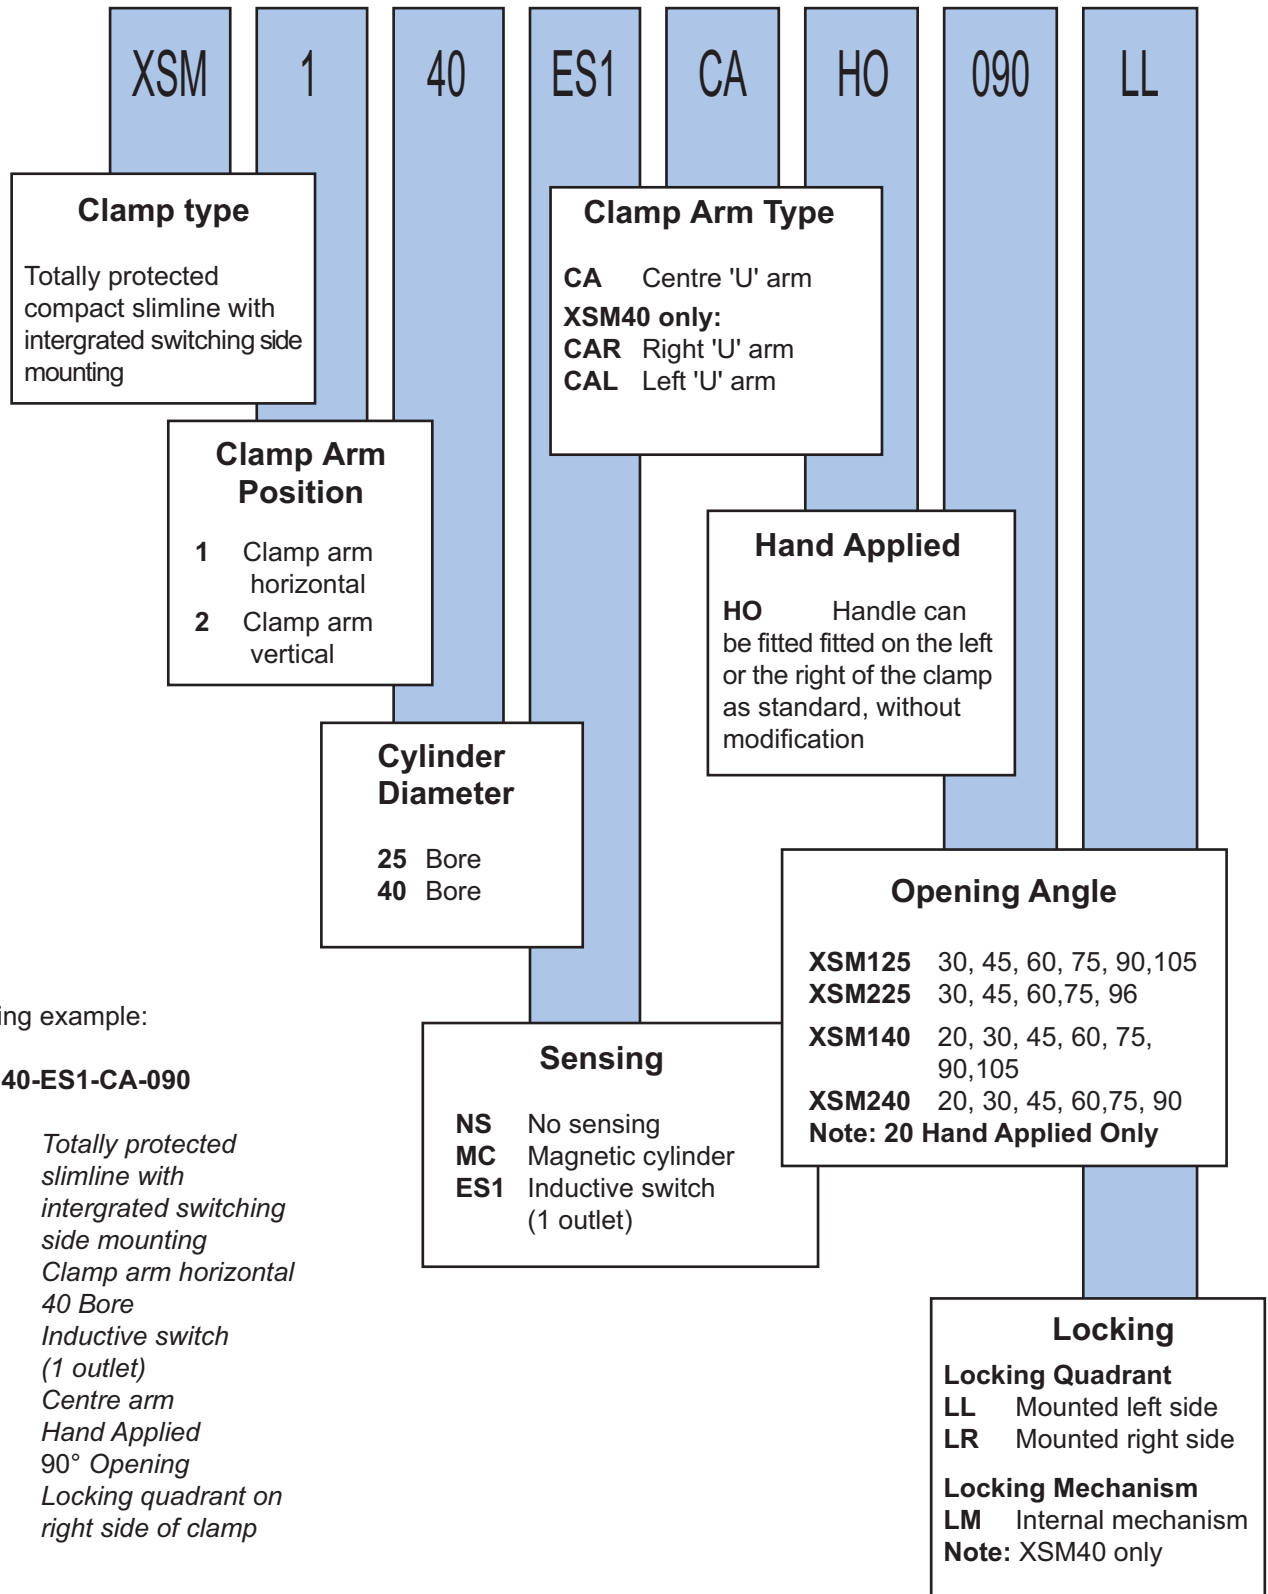 XSM 1 40 ES1 CA HO 090 LL
Clamp type
Totally protected
compact slimline with
intergrated switching side
mounting
Clamp Arm Type
CA Centre 'U' arm
XSM40 only:
CAR Right 'U' arm
CAL Left 'U' arm
Clamp Arm
Position
1 Clamp arm
horizontal
2 Clamp arm
vertical
Hand Applied
HO Handle can
be fitted fitted on the left
or the right of the clamp
as standard, without
modification
Cylinder
Diameter
25 Bore
40 Bore
Opening Angle
XSM125 30, 45, 60, 75, 90,105
XSM225 30, 45, 60,75, 96
XSM140 20, 30, 45, 60, 75,
90,105
XSM240 20, 30, 45, 60,75, 90
Note: 20 Hand Applied Only
Sensing
NS No sensing
MC Magnetic cylinder
ES1 Inductive switch
(1 outlet)
Locking
Locking Quadrant
LL Mounted left side
LR Mounted right side
Locking Mechanism
LM Internal mechanism
Note: XSM40 only
example:
40-ES1-CA-090
Totally protected
slimline with
intergrated switching
side mounting
Clamp arm horizontal
40 Bore
Inductive switch
(1 outlet)
Centre arm
Hand Applied
90° Opening
Locking quadrant on
right side of clamp